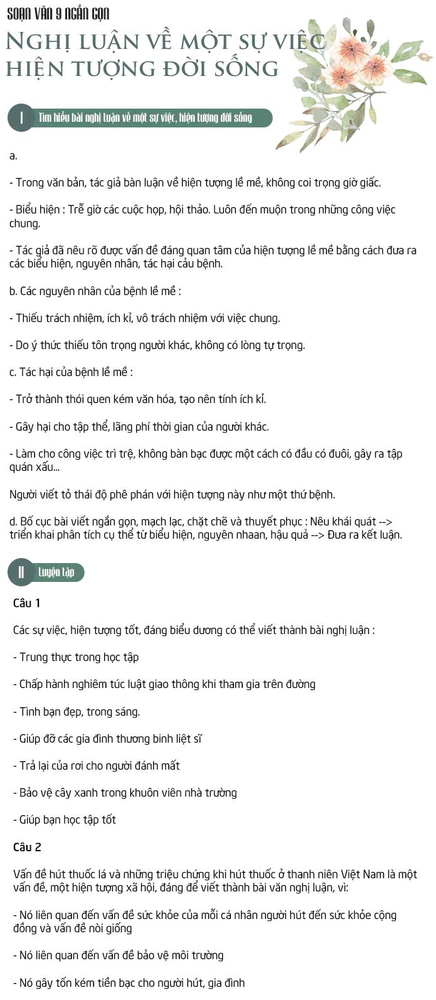 SOẠN VĂN 9 NGẮN GỌN
NGHỊ LUẬN VỀ MỘT SỰ VIỆC
HIỆN TƯỢNG ĐỜI SỐNG
I Tìm hiểu bài nghị luận về một sự việc, hiện tượng đời sống
a.
- Trong văn bản, tác giả bàn luận về hiện tượng lề mề, không coi trọng giờ giấc.
- Biểu hiện : Trễ giờ các cuộc họp, hội thảo. Luôn đến muộn trong những công việc
chung.
- Tác giả đã nêu rõ được vấn đề đáng quan tâm của hiện tượng lề mề bằng cách đưa ra
các biểu hiện, nguyên nhân, tác hại cảu bệnh.
b. Các nguyên nhân của bệnh lề mề :
- Thiếu trách nhiệm, ích kỉ, vô trách nhiệm với việc chung.
- Do ý thức thiếu tôn trọng người khác, không có lòng tự trọng.
c. Tác hại của bệnh lề mề :
- Trở thành thói quen kém văn hóa, tạo nên tính ích kỉ.
- Gây hại cho tập thể, lãng phí thời gian của người khác.
- Làm cho công việc trì trệ, không bàn bạc được một cách có đầu có đuôi, gây ra tập
quán xấu...
Người viết tỏ thái độ phê phán với hiện tượng này như một thứ bệnh.
d. Bố cục bài viết ngắn gọn, mạch lạc, chặt chẽ và thuyết phục : Nêu khái quát -->
triển khai phân tích cụ thể từ biểu hiện, nguyên nhaan, hậu quả --> Đưa ra kết luận.
II Luyện tập
Câu 1
Các sự việc, hiện tượng tốt, đáng biểu dương có thể viết thành bài nghị luận :
- Trung thực trong học tập
- Chấp hành nghiêm túc luật giao thông khi tham gia trên đường
- Tình bạn đẹp, trong sáng.
- Giúp đỡ các gia đình thương binh liệt sĩ
- Trả lại của rơi cho người đánh mất
- Bảo vệ cây xanh trong khuôn viên nhà trường
- Giúp bạn học tập tốt
Câu 2
Vấn đề hút thuốc lá và những triệu chứng khi hút thuốc ở thanh niên Việt Nam là một
vấn đề, một hiện tượng xã hội, đáng để viết thành bài văn nghị luận, vì:
- Nó liên quan đến vấn đề sức khỏe của mỗi cá nhân người hút đến sức khỏe cộng
đồng và vấn đề nòi giống
- Nó liên quan đến vấn đề bảo vệ môi trường
- Nó gây tốn kém tiền bạc cho người hút, gia đình